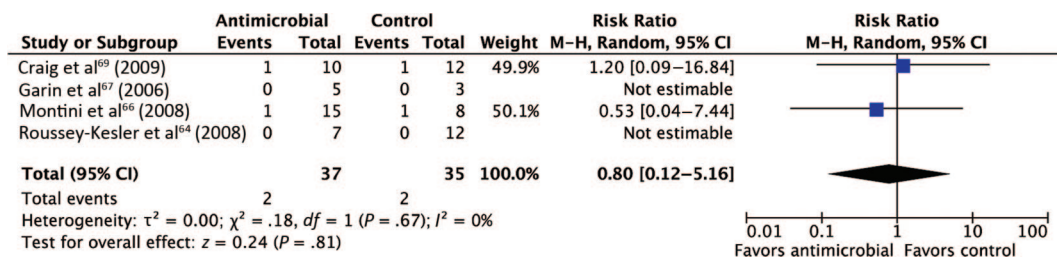 Antimicrobial Control Risk Ratio Risk Ratio
Study or Subgroup Events Total Events Total Weight M–H, Random, 95% CI M–H, Random, 95% CI
Craig et al⁶⁹ (2009) 1 10 1 12 49.9% 1.20 [0.09–16.84]
Garin et al⁶⁷ (2006) 0 5 0 3 Not estimable
Montini et al⁶⁶ (2008) 1 15 1 8 50.1% 0.53 [0.04–7.44]
Roussey-Kesler et al⁶⁴ (2008) 0 7 0 12 Not estimable
Total (95% CI) 37 35 100.0% 0.80 [0.12–5.16]
Total events 2 2
Heterogeneity: τ² = 0.00; χ² = .18, df = 1 (P = .67); I² = 0%
Test for overall effect: z = 0.24 (P = .81)
0.01 0.1 1 10 100
Favors antimicrobial Favors control